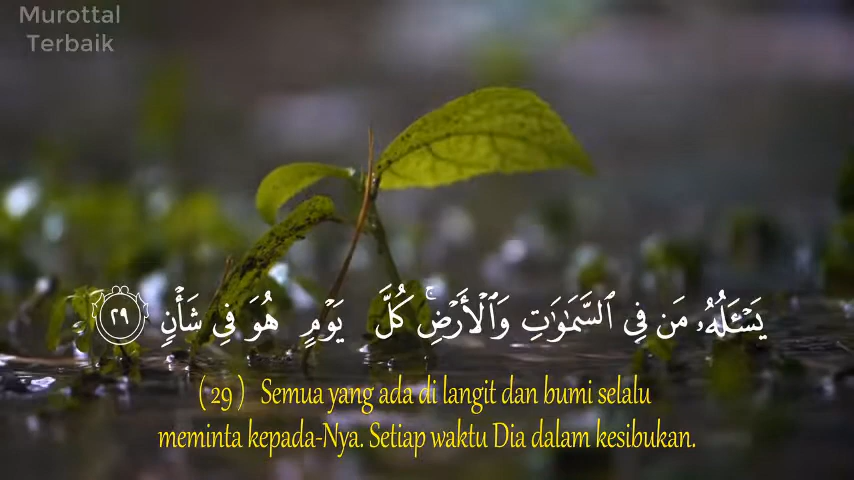 Murottal
Terbaik
يَسْـَٔلُهُۥ مَن فِى ٱلسَّمَـٰوَٰتِ وَٱلْأَرْضِ ۚ كُلَّ يَوْمٍ هُوَ فِى شَأْنٍ ٢٩
( 29 ) Semua yang ada di langit dan bumi selalu
meminta kepada-Nya. Setiap waktu Dia dalam kesibukan.